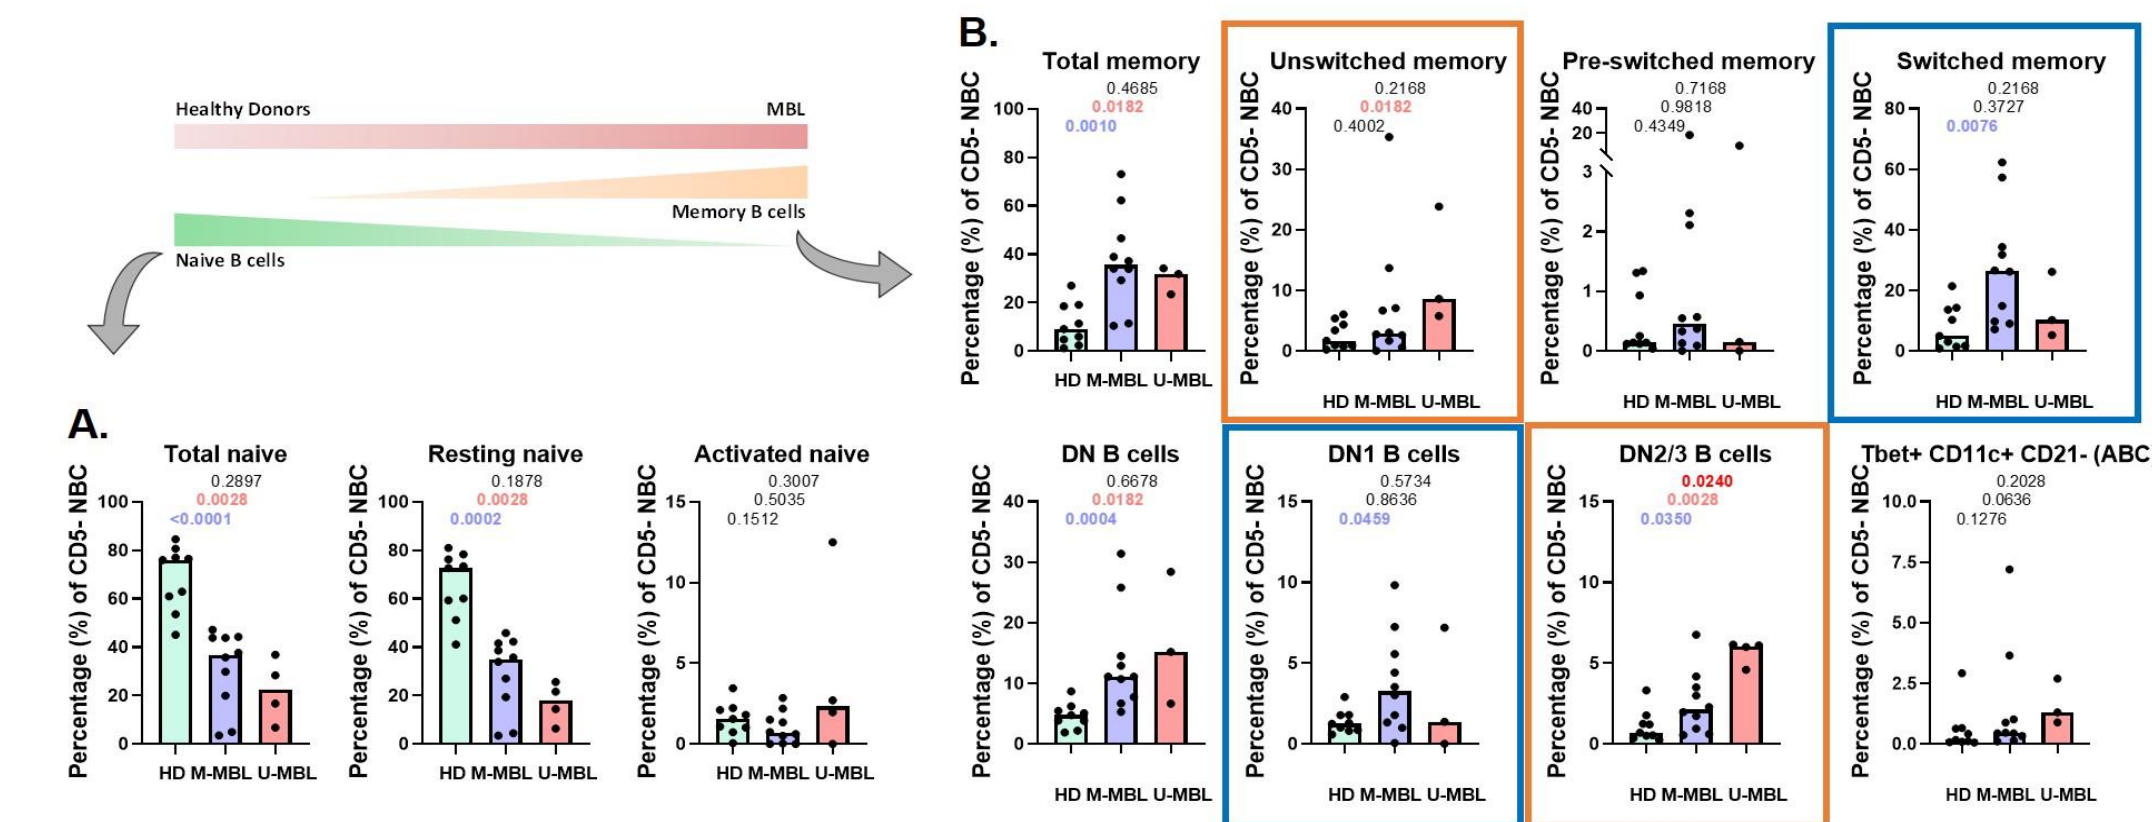 Healthy Donors MBL
Memory B cells
Naive B cells
A.
Total naive
0.2897
0.0028
<0.0001
Percentage (%) of CD5- NBC
100
80
60
40
20
0
HD M-MBL U-MBL
Resting naive
0.1878
0.0028
0.0002
Percentage (%) of CD5- NBC
100
80
60
40
20
0
HD M-MBL U-MBL
Activated naive
0.3007
0.5035
0.1512
Percentage (%) of CD5- NBC
15
10
5
0
HD M-MBL U-MBL
B.
Total memory
0.4685
0.0182
0.0010
Percentage (%) of CD5- NBC
100
80
60
40
20
0
HD M-MBL U-MBL
Unswitched memory
0.2168
0.0182
0.4002
Percentage (%) of CD5- NBC
40
30
20
10
0
HD M-MBL U-MBL
Pre-switched memory
0.7168
0.9818
0.4349
Percentage (%) of CD5- NBC
40
20
3
2
1
0
HD M-MBL U-MBL
Switched memory
0.2168
0.3727
0.0076
Percentage (%) of CD5- NBC
80
60
40
20
0
HD M-MBL U-MBL
DN B cells
0.6678
0.0182
0.0004
Percentage (%) of CD5- NBC
40
30
20
10
0
HD M-MBL U-MBL
DN1 B cells
0.5734
0.8636
0.0459
Percentage (%) of CD5- NBC
15
10
5
0
HD M-MBL U-MBL
DN2/3 B cells
0.0240
0.0028
0.0350
Percentage (%) of CD5- NBC
15
10
5
0
HD M-MBL U-MBL
Tbet+ CD11c+ CD21- (ABC
0.2028
0.0636
0.1276
Percentage (%) of CD5- NBC
10.0
7.5
5.0
2.5
0.0
HD M-MBL U-MBL